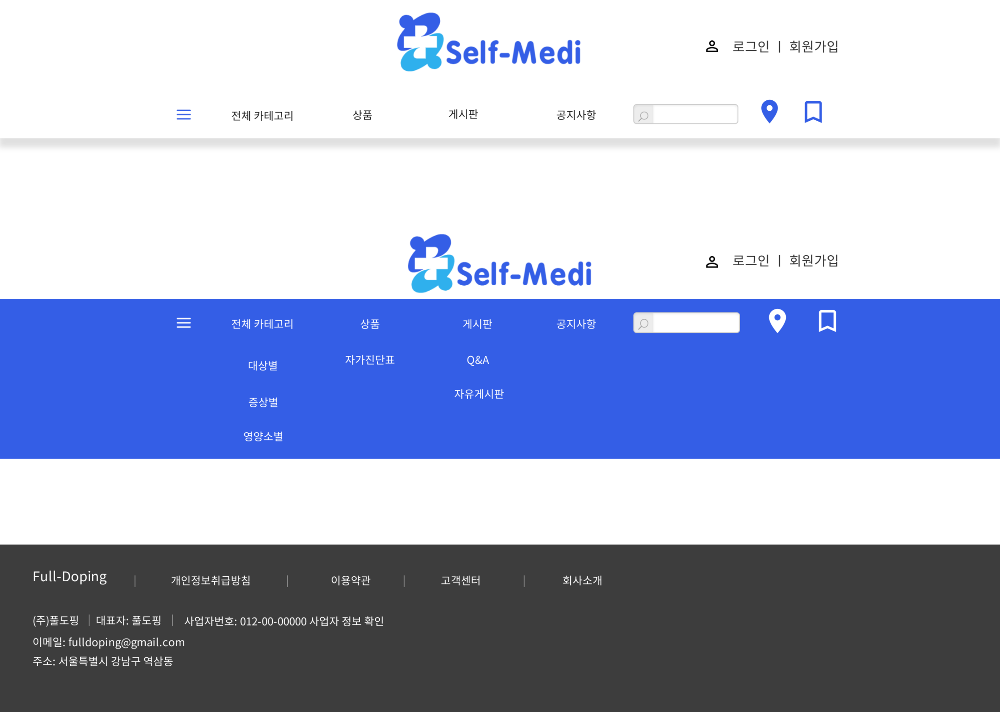 Self-Medi
로그인 | 회원가입
전체 카테고리 상품 게시판 공지사항
Self-Medi
로그인 | 회원가입
전체 카테고리 상품 게시판 공지사항
대상별 자가진단표 Q&A
증상별 자유게시판
영양소별
Full-Doping | 개인정보취급방침 | 이용약관 | 고객센터 | 회사소개
(주)풀도핑 | 대표자: 풀도핑 | 사업자번호: 012-00-00000 사업자 정보 확인
이메일: fulldoping@gmail.com
주소: 서울특별시 강남구 역삼동